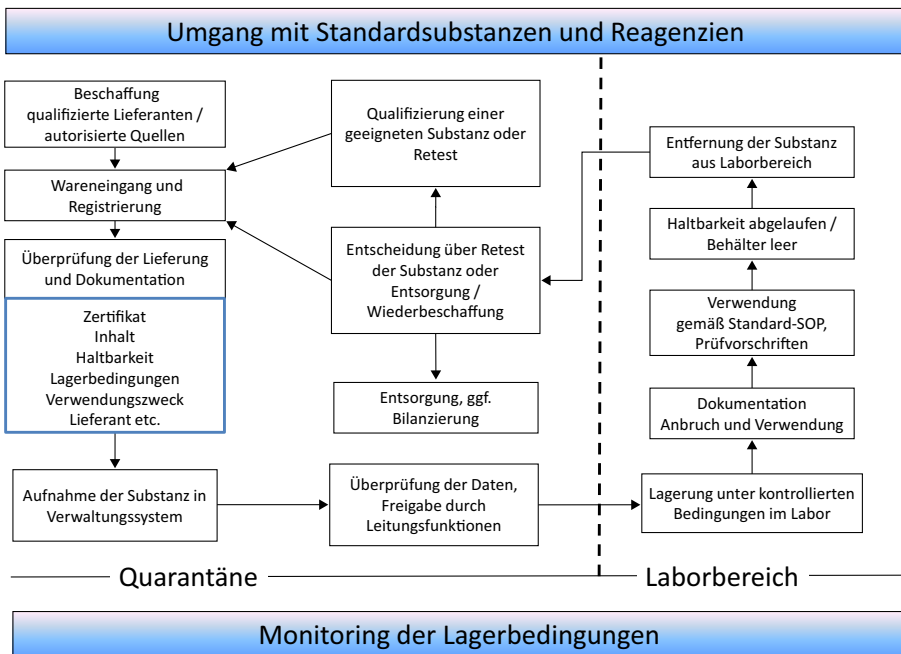 Umgang mit Standardsubstanzen und Reagenzien
Beschaffung
qualifizierte Lieferanten /
autorisierte Quellen
Wareneingang und
Registrierung
Überprüfung der Lieferung
und Dokumentation
Zertifikat
Inhalt
Haltbarkeit
Lagerbedingungen
Verwendungszweck
Lieferant etc.
Aufnahme der Substanz in
Verwaltungssystem
Qualifizierung einer
geeigneten Substanz oder
Retest
Entscheidung über Retest
der Substanz oder
Entsorgung /
Wiederbeschaffung
Entsorgung, ggf.
Bilanzierung
Überprüfung der Daten,
Freigabe durch
Leitungsfunktionen
Entfernung der Substanz
aus Laborbereich
Haltbarkeit abgelaufen /
Behälter leer
Verwendung
gemäß Standard-SOP,
Prüfvorschriften
Dokumentation
Anbruch und Verwendung
Lagerung unter kontrollierten
Bedingungen im Labor
Quarantäne
Laborbereich
Monitoring der Lagerbedingungen